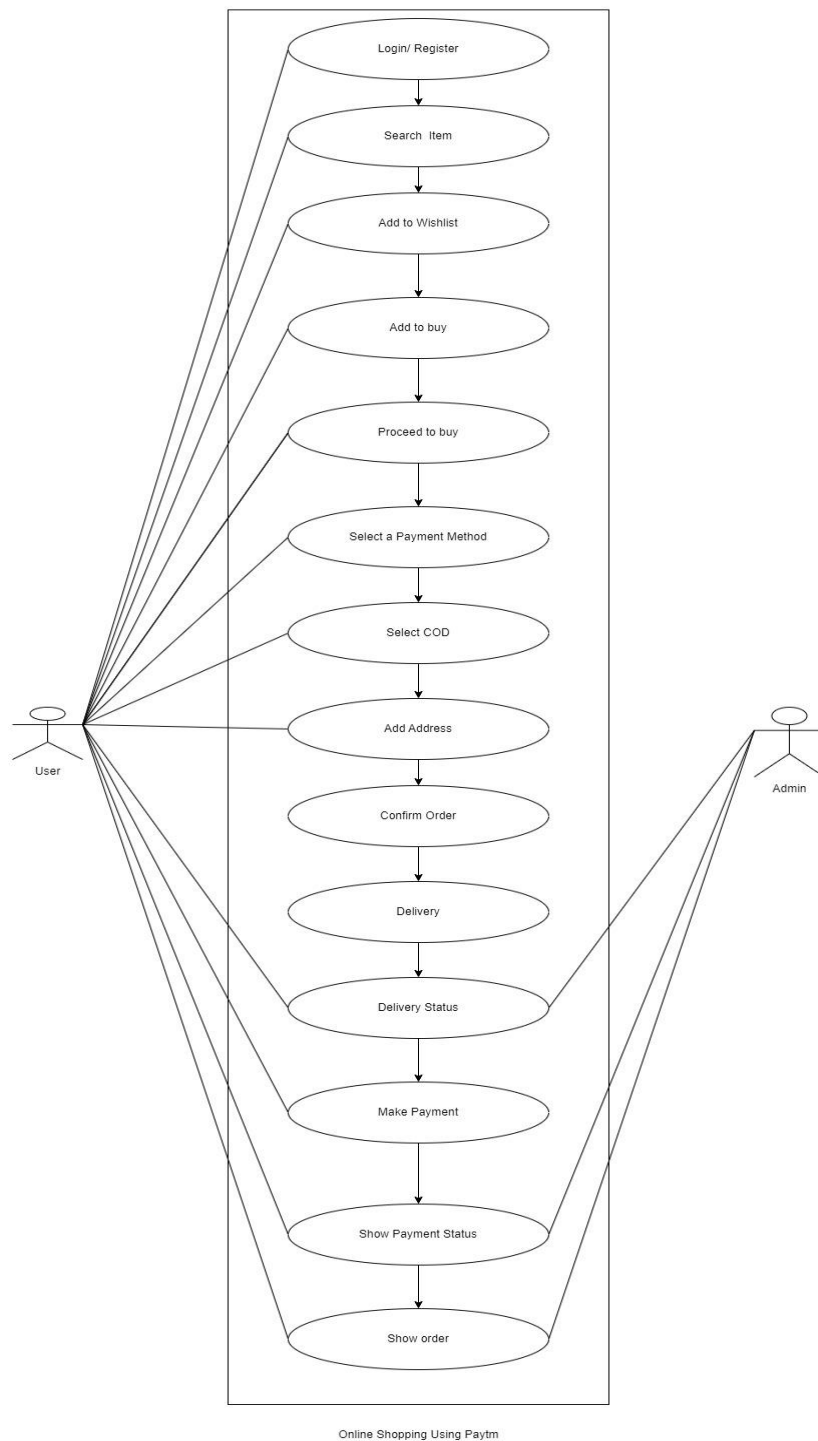 Login/ Register
Search Item
Add to Wishlist
Add to buy
Proceed to buy
Select a Payment Method
Select COD
Add Address
User
Admin
Confirm Order
Delivery
Delivery Status
Make Payment
Show Payment Status
Show order
Online Shopping Using Paytm